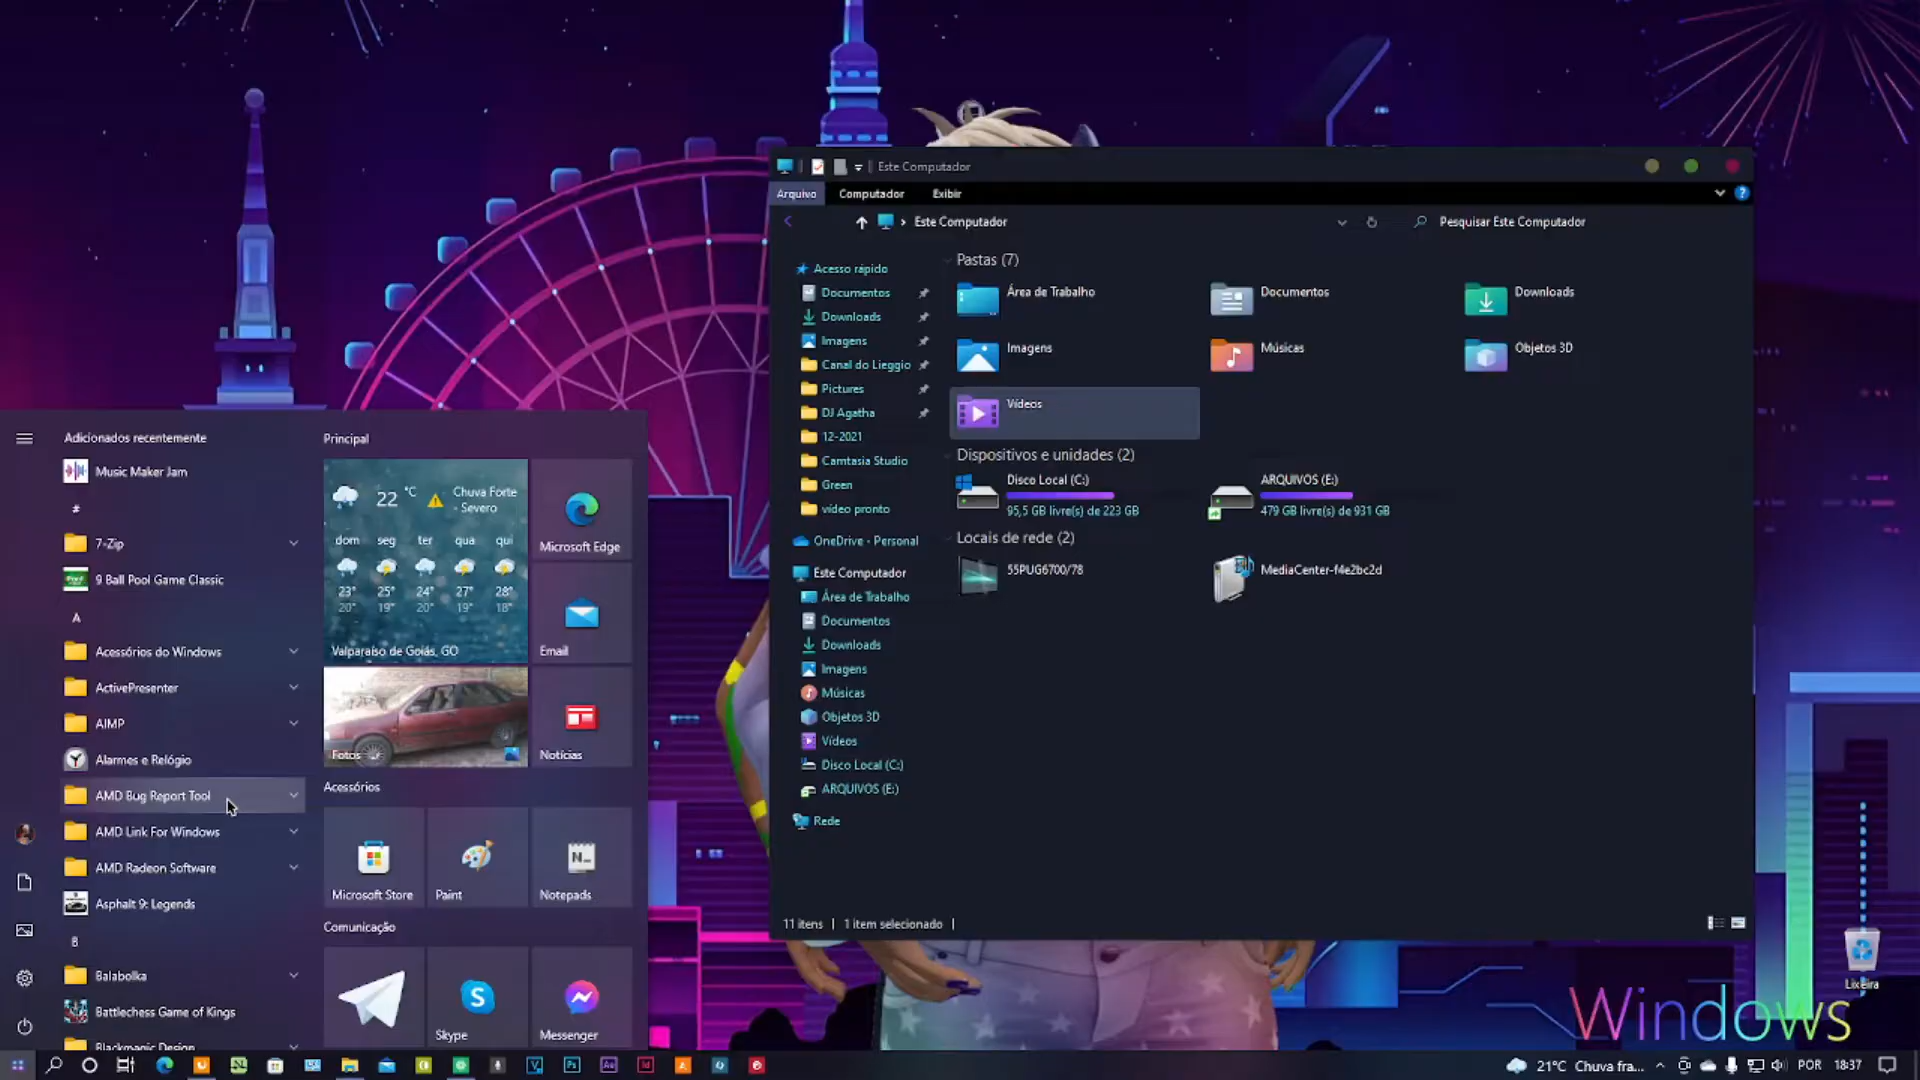 Este Computador
Arquivo
Computador
Exibir
?
Este Computador
Pesquisar Este Computador
Acesso rápido
Documentos
Downloads
Imagens
Canal do Lieggio
Pictures
DJ Agatha
12-2021
Camtasia Studio
Green
vídeo pronto
OneDrive - Personal
Este Computador
Área de Trabalho
Documentos
Downloads
Imagens
Músicas
Objetos 3D
Vídeos
Disco Local (C:)
ARQUIVOS (E:)
Rede
Pastas (7)
Área de Trabalho
Documentos
Downloads
Imagens
Músicas
Objetos 3D
Vídeos
Dispositivos e unidades (2)
Disco Local (C:)
95,5 GB livre(s) de 223 GB
ARQUIVOS (E:)
479 GB livre(s) de 931 GB
Locais de rede (2)
55PUG6700/78
MediaCenter-f4e2bc2d
11 itens
1 item selecionado
Adicionados recentemente
Music Maker Jam
#
7-Zip
9 Ball Pool Game Classic
A
Acessórios do Windows
ActivePresenter
AIMP
Alarmes e Relógio
AMD Bug Report Tool
AMD Link For Windows
AMD Radeon Software
Asphalt 9: Legends
B
Balabolka
Battlechess Game of Kings
Blackmagic Design
Principal
22 °C
Chuva Forte
- Severo
dom seg ter qua qui
23° 25° 24° 27° 28°
20° 19° 20° 19° 18°
Valparaíso de Goiás, GO
Microsoft Edge
Email
Fotos
Notícias
Acessórios
Microsoft Store
Paint
N...
Notepads
Comunicação
S
Skype
Messenger
Lixeira
Windows
Ps
Ae
Id
21°C Chuva fra...
POR
18:37